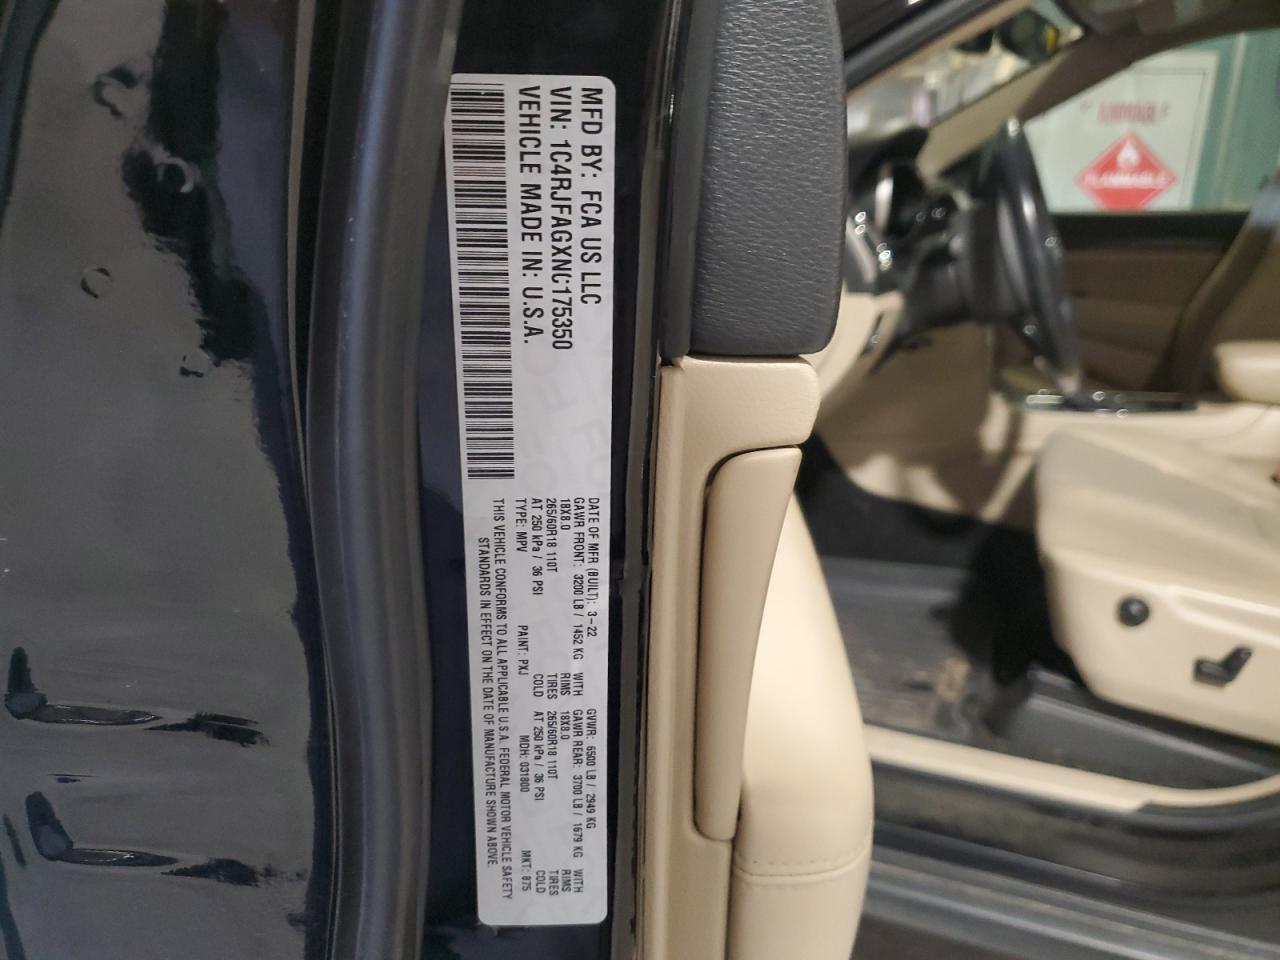 MFD BY: FCA US LLC
VIN: 1C4RJFAGXNC175350
VEHICLE MADE IN: U.S.A.
DATE OF MFR (BUILT): 3-22 GVWR: 6500 LB / 2949 KG
GAWR FRONT: 3200 LB / 1452 KG WITH GAWR REAR: 3700 LB / 1679 KG WITH
18X8.0 RIMS 18X8.0 RIMS
265/60R18 110T TIRES 265/60R18 110T TIRES
AT 250 kPa / 36 PSI COLD AT 250 kPa / 36 PSI COLD
TYPE: MPV PAINT: PXJ MDH: 031800 MKT: 875
THIS VEHICLE CONFORMS TO ALL APPLICABLE U.S.A. FEDERAL MOTOR VEHICLE SAFETY
STANDARDS IN EFFECT ON THE DATE OF MANUFACTURE SHOWN ABOVE.
FLAMMABLE